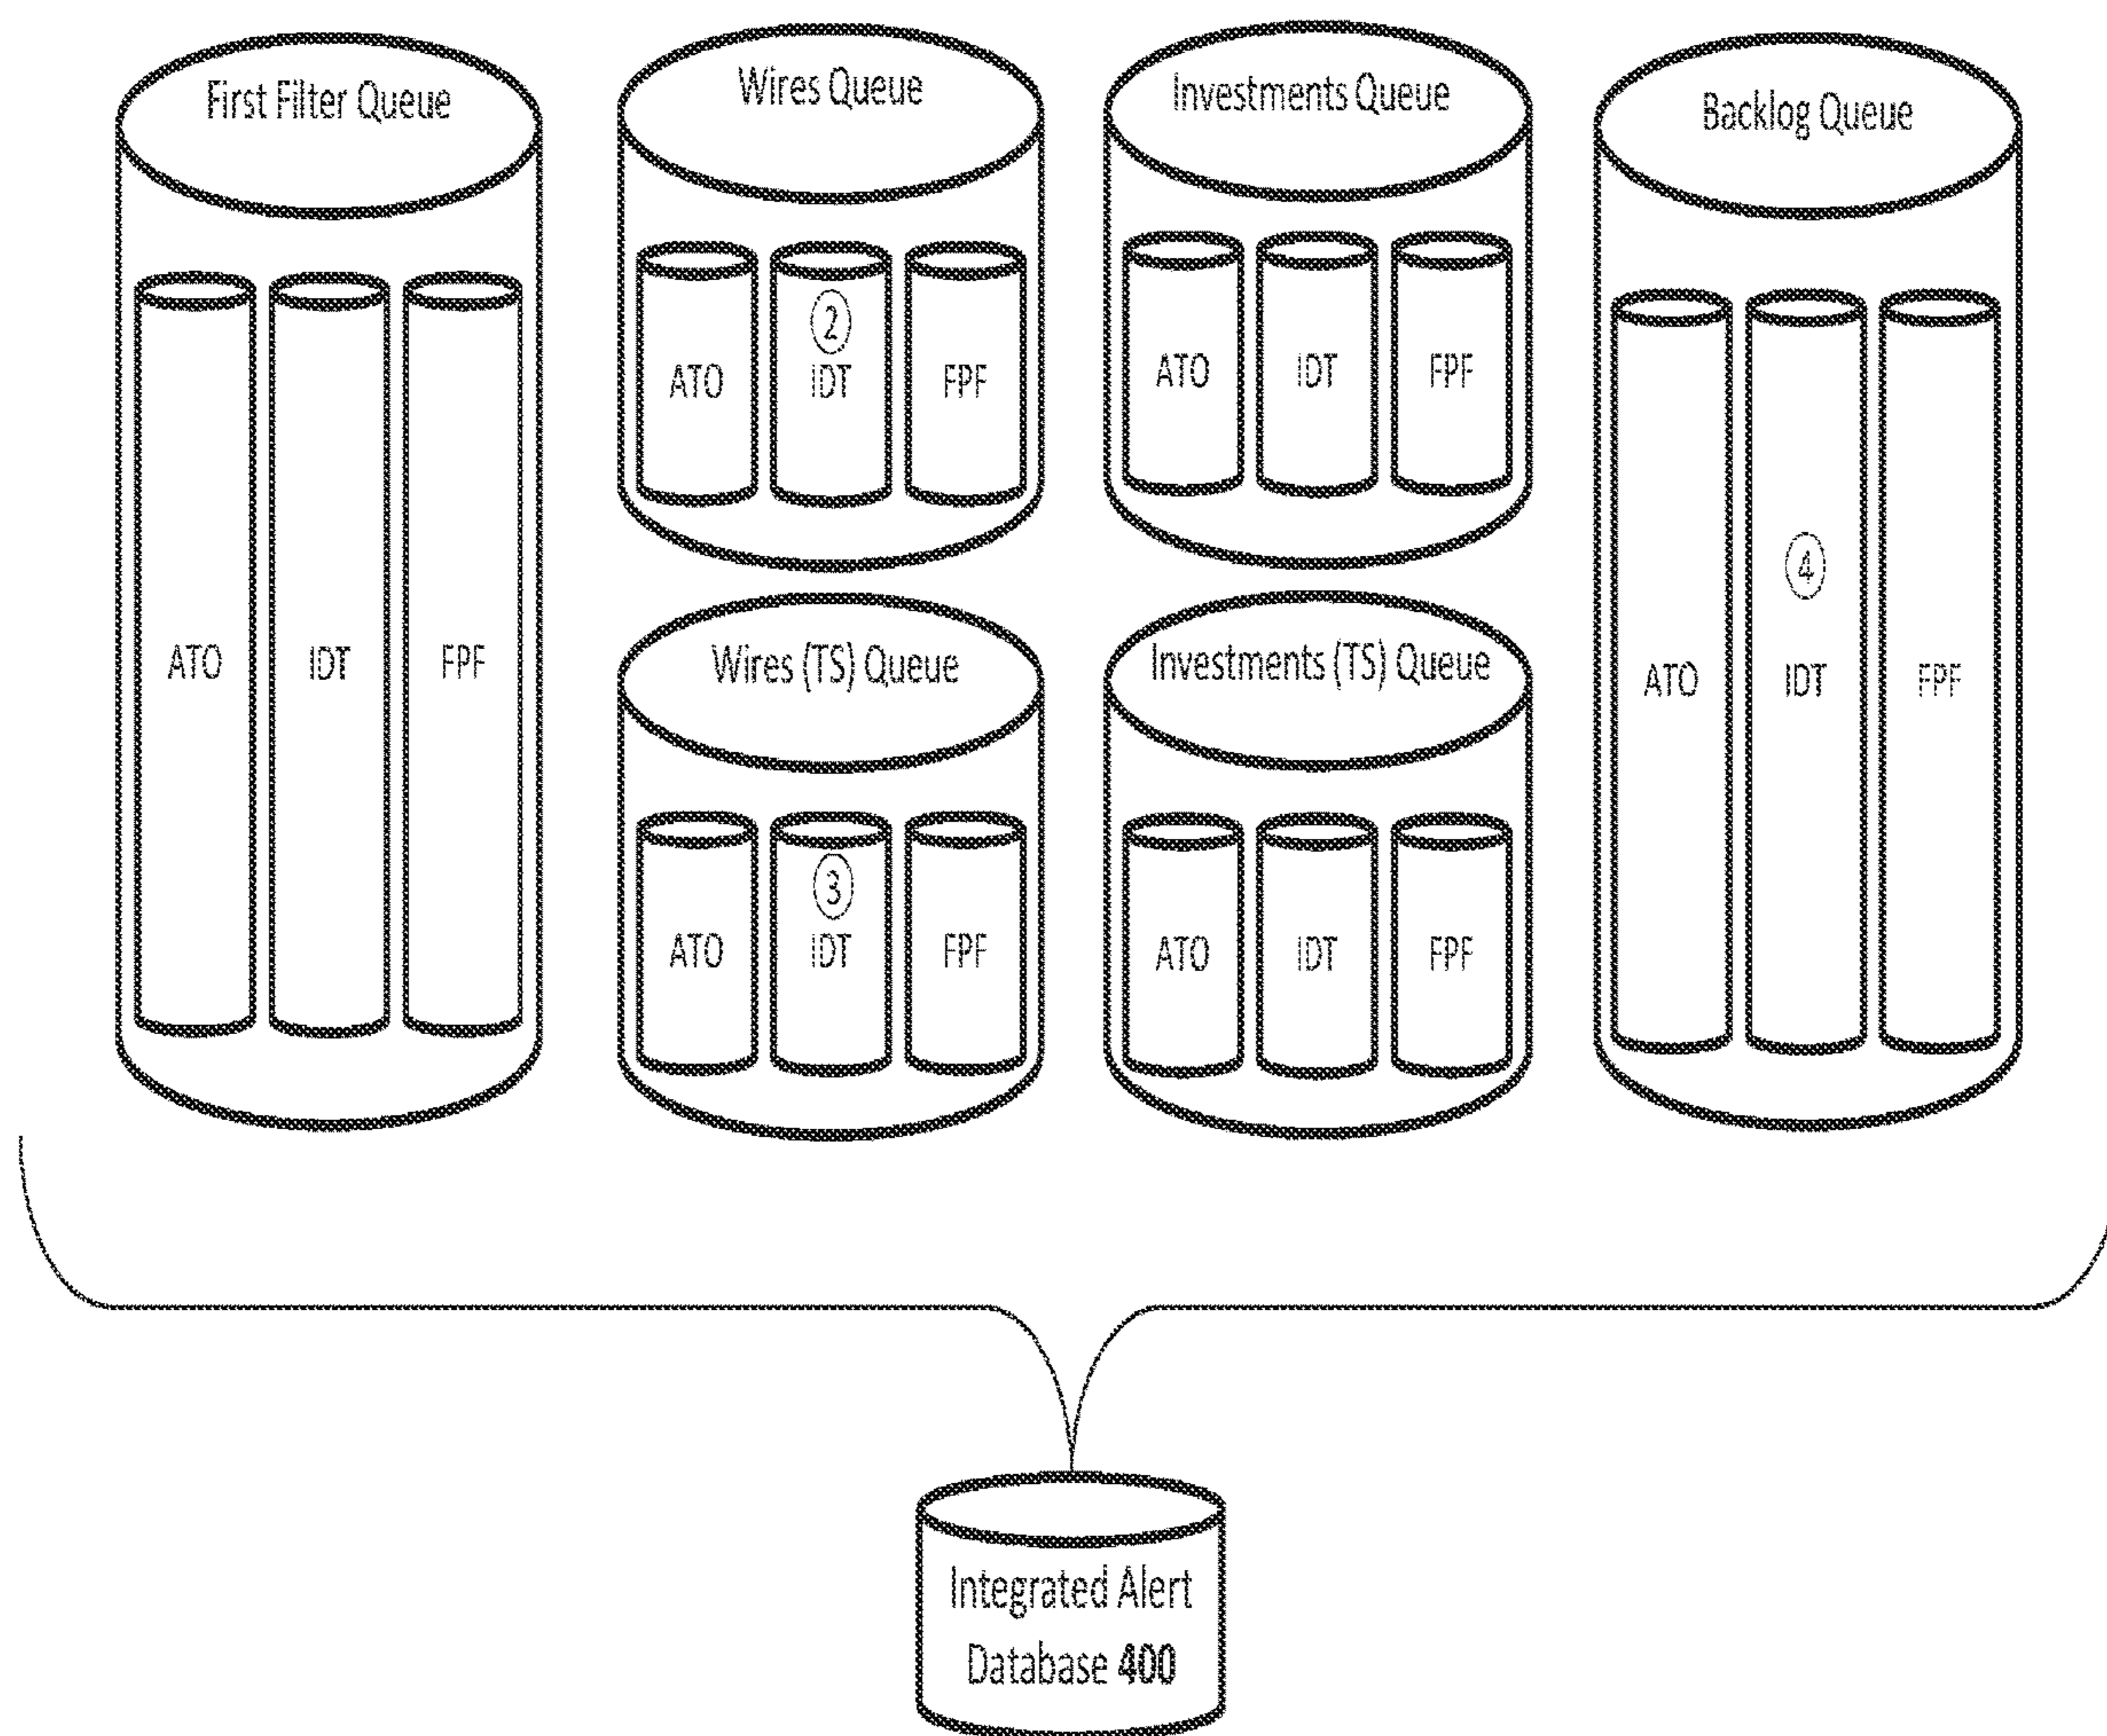 First Filter Queue
ATO IDT FPF
Wires Queue
②
ATO IDT FPF
Investments Queue
ATO IDT FPF
Wires (TS) Queue
③
ATO IDT FPF
Investments (TS) Queue
ATO IDT FPF
Backlog Queue
④
ATO IDT FPF
Integrated Alert
Database 400